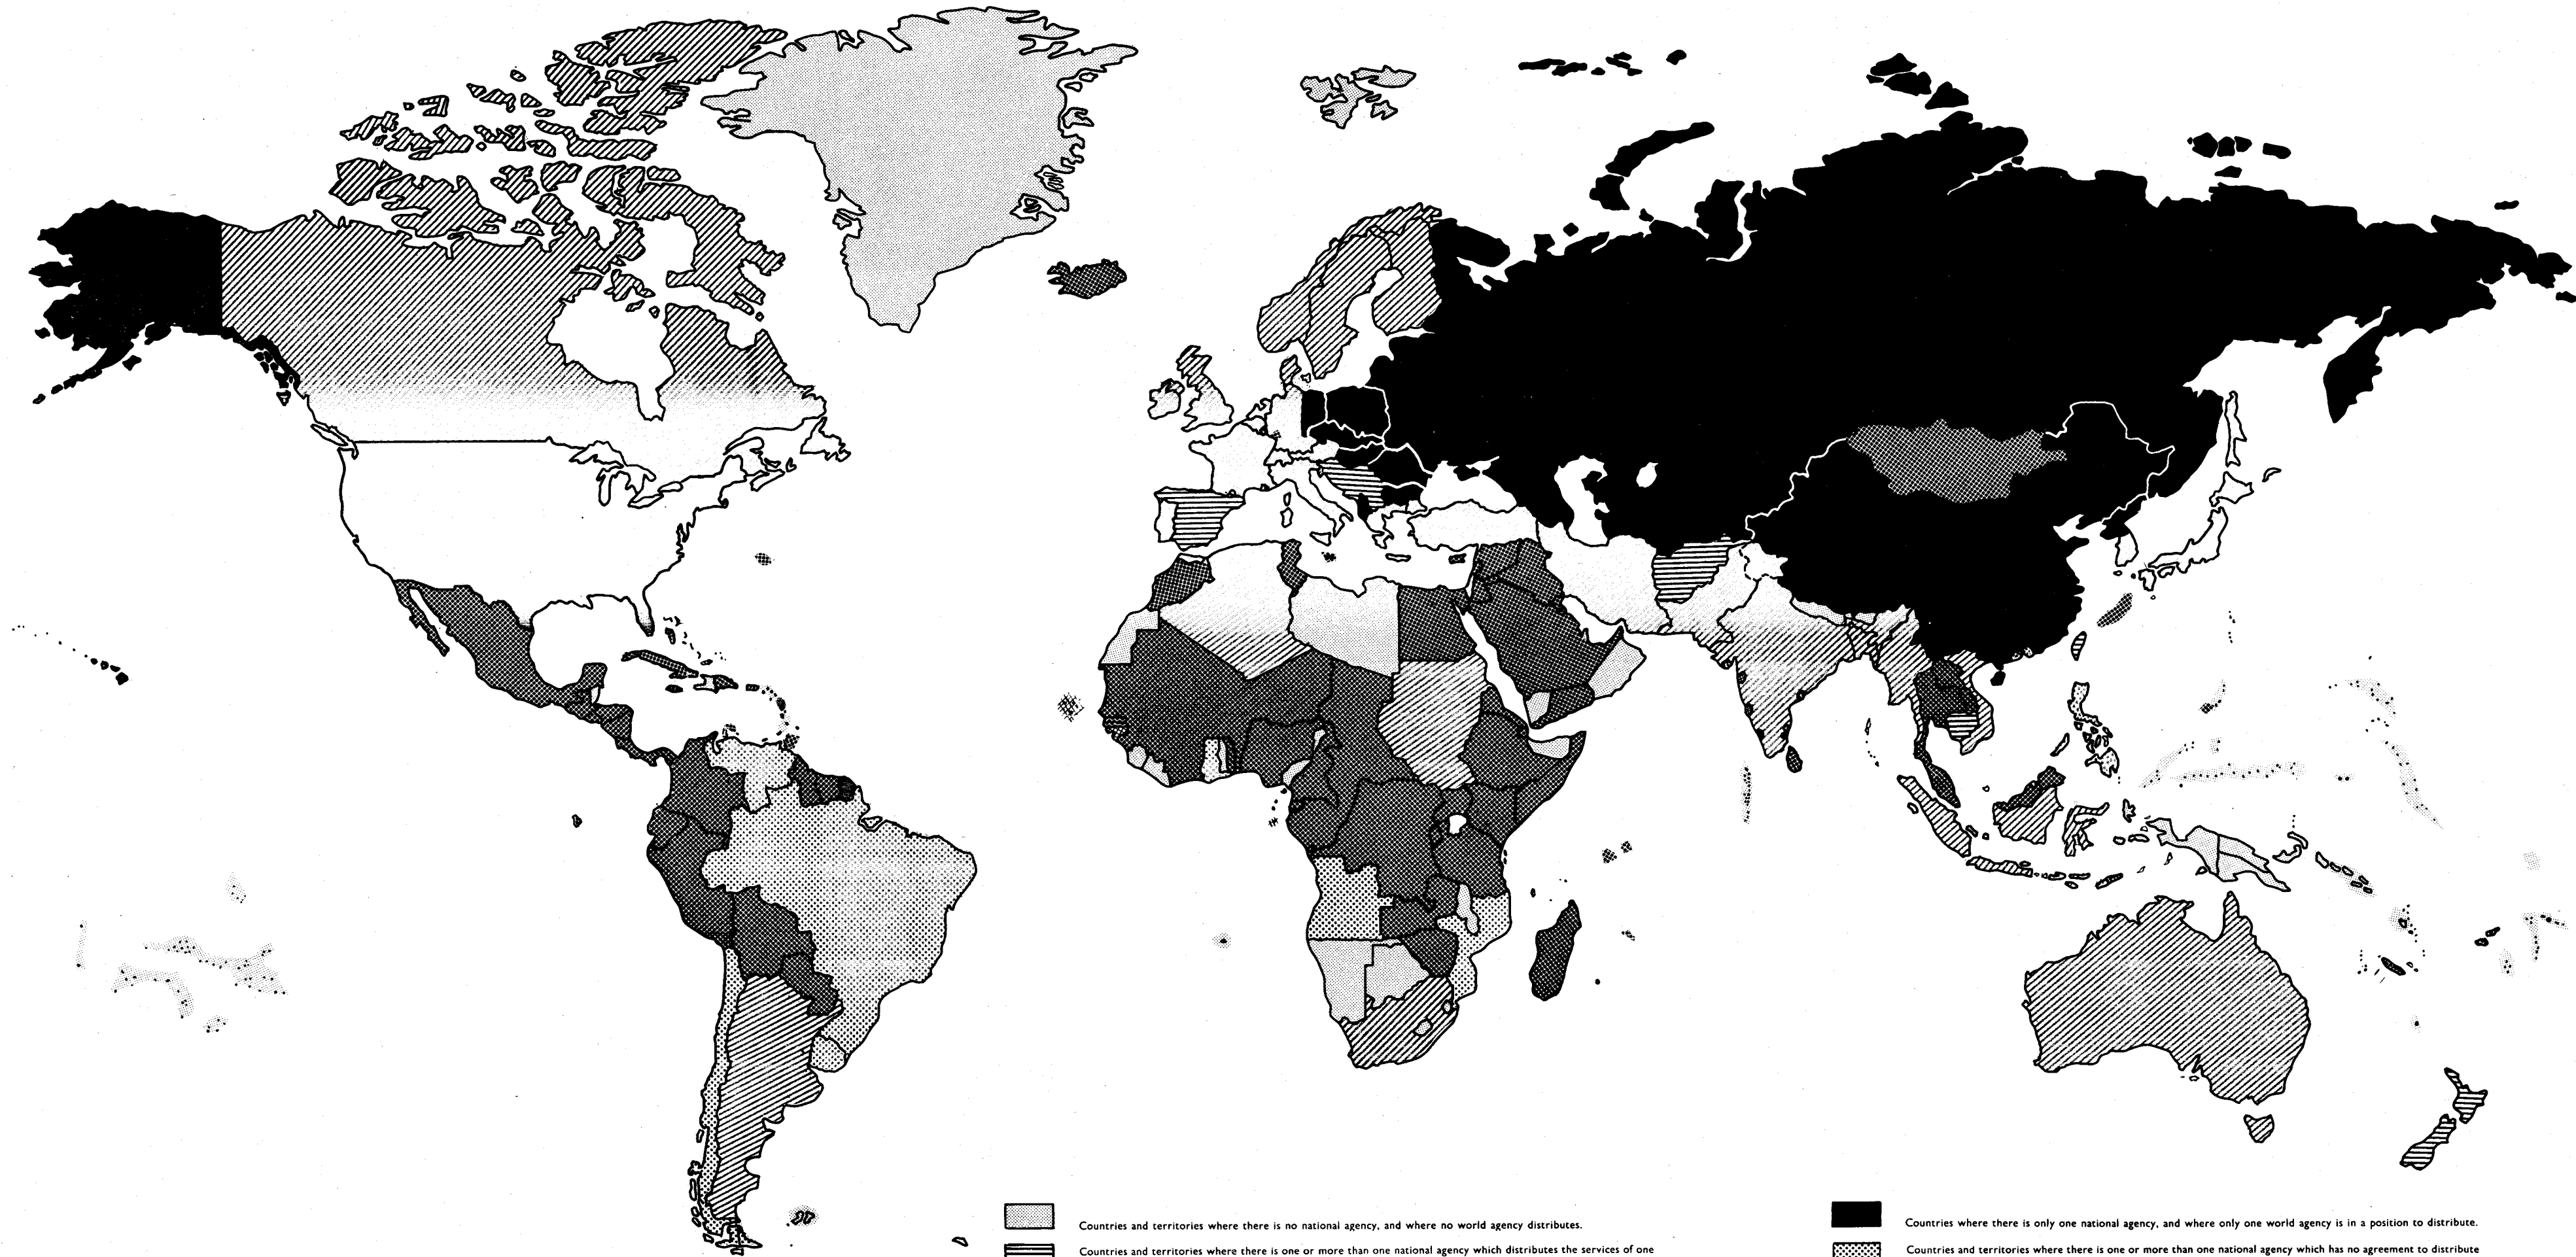 Countries and territories where there is no national agency, and where no world agency distributes.
Countries and territories where there is one or more than one national agency which distributes the services of one
Countries where there is only one national agency, and where only one world agency is in a position to distribute.
Countries and territories where there is one or more than one national agency which has no agreement to distribute